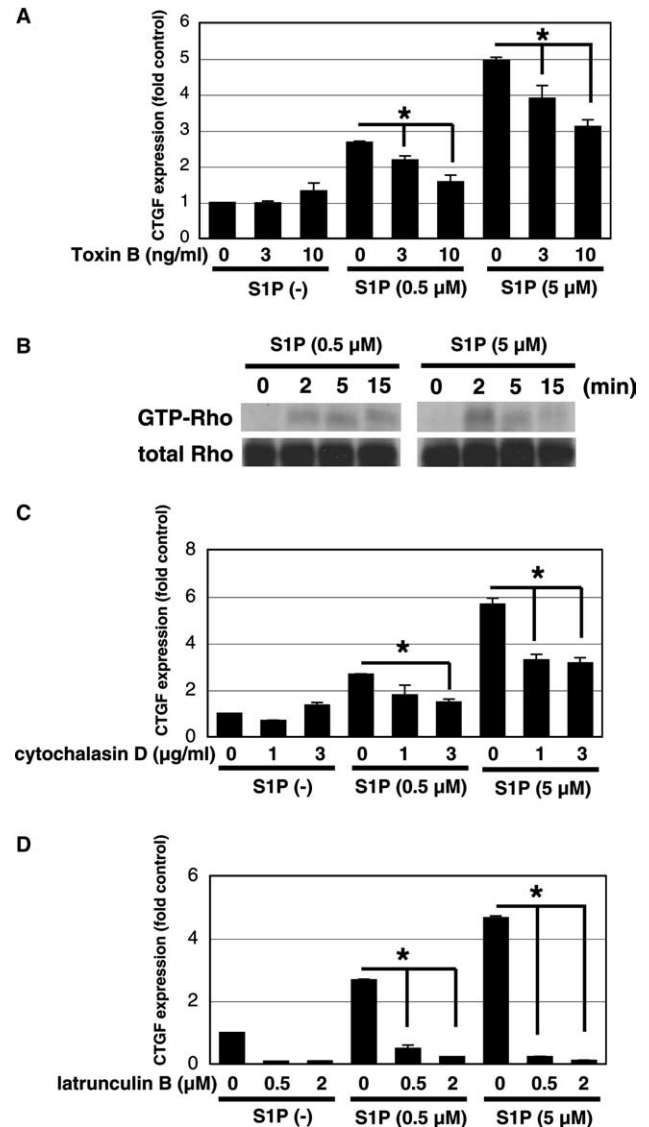 A
CTGF expression (fold control)
6
5
4
3
2
1
0
*
*
Toxin B (ng/ml) 0 3 10 0 3 10 0 3 10
S1P (-) S1P (0.5 μM) S1P (5 μM)
B
S1P (0.5 μM) S1P (5 μM)
0 2 5 15 0 2 5 15 (min)
GTP-Rho
total Rho
C
CTGF expression (fold control)
8
6
4
2
0
*
*
cytochalasin D (μg/ml) 0 1 3 0 1 3 0 1 3
S1P (-) S1P (0.5 μM) S1P (5 μM)
D
CTGF expression (fold control)
6
4
2
0
*
*
latrunculin B (μM) 0 0.5 2 0 0.5 2 0 0.5 2
S1P (-) S1P (0.5 μM) S1P (5 μM)